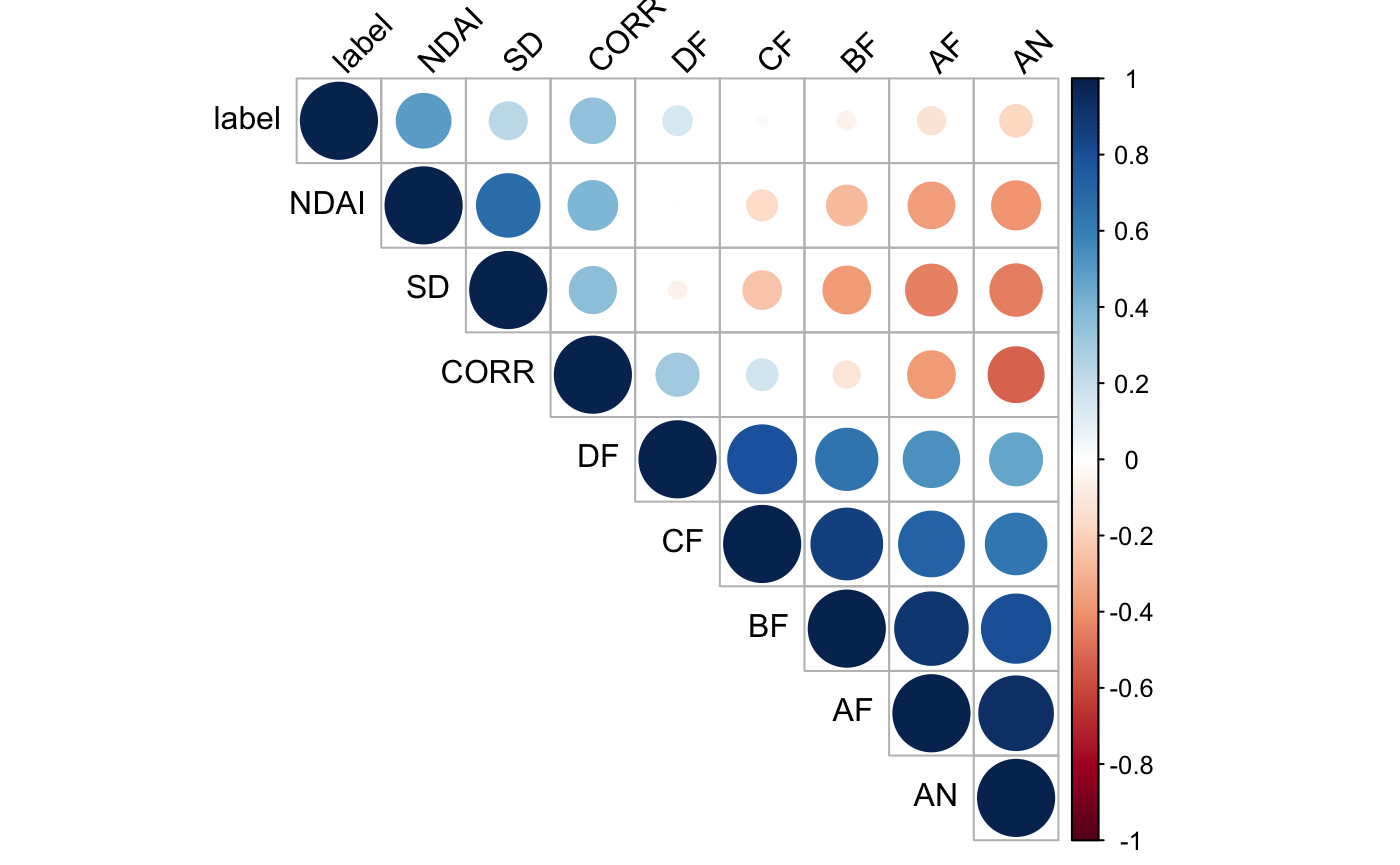 label NDAI SD CORR DF CF BF AF AN
label
NDAI
SD
CORR
DF
CF
BF
AF
AN
1
0.8
0.6
0.4
0.2
0
-0.2
-0.4
-0.6
-0.8
-1